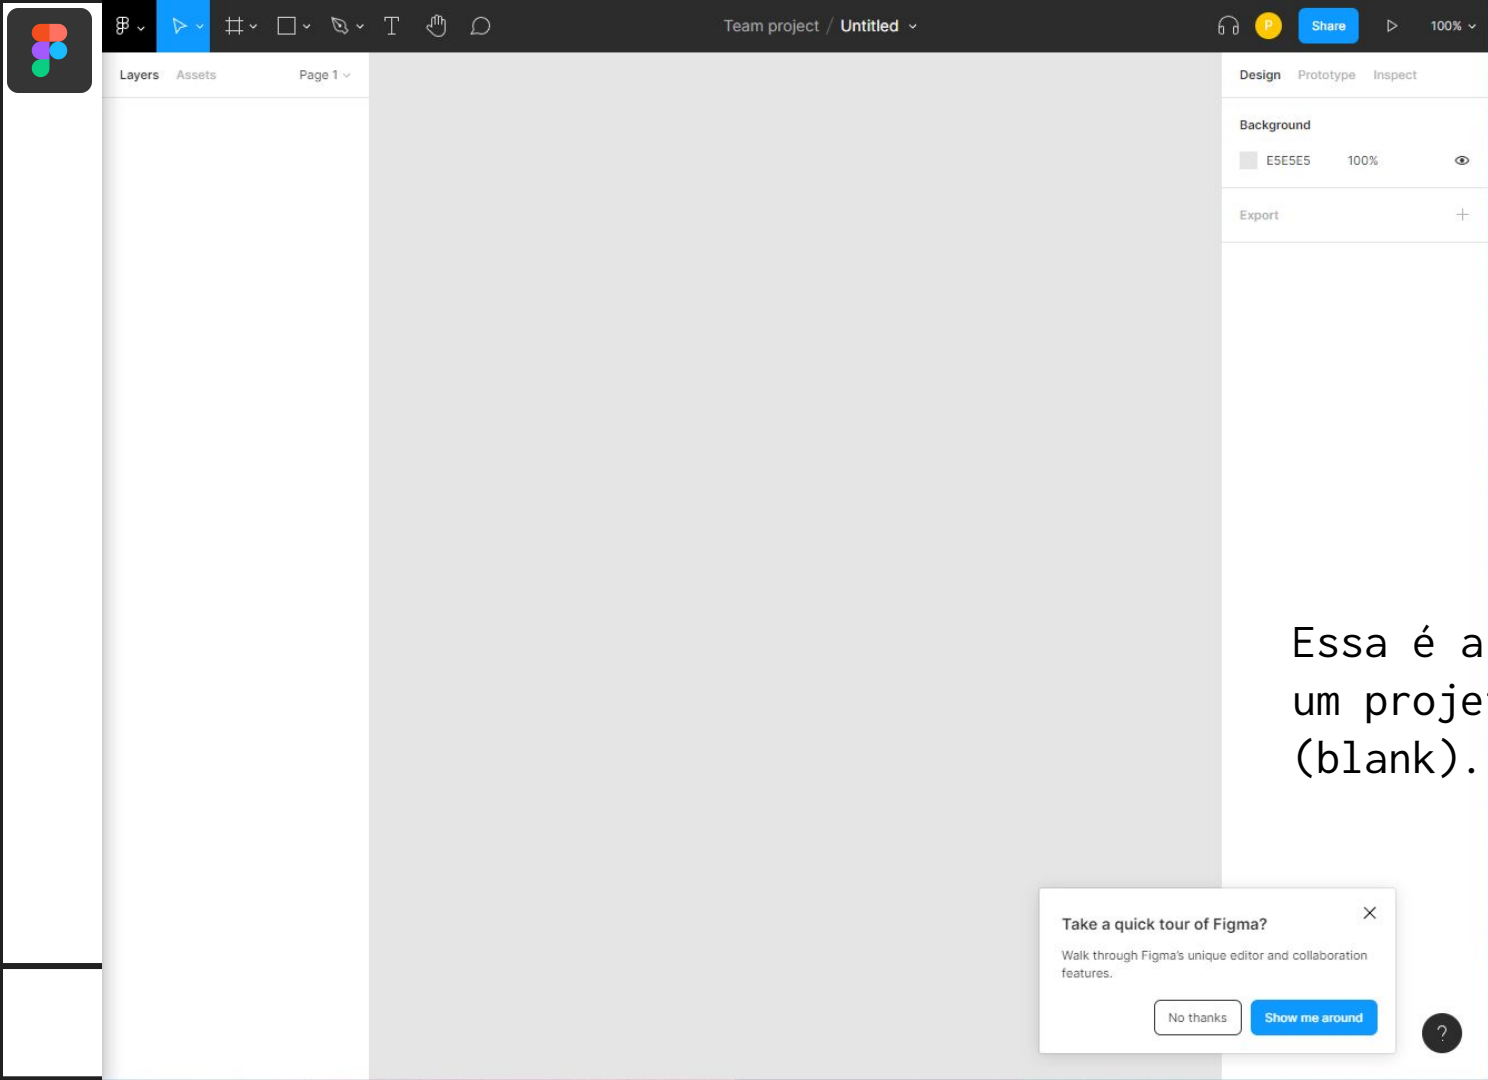 Team project / Untitled
P
Share
100%
Layers Assets Page 1
Design Prototype Inspect
Background
E5E5E5 100%
Export
Essa é a
um
(blank).
Take a quick tour of Figma?
Walk through Figma's unique editor and collaboration
features.
No thanks
Show me around
?